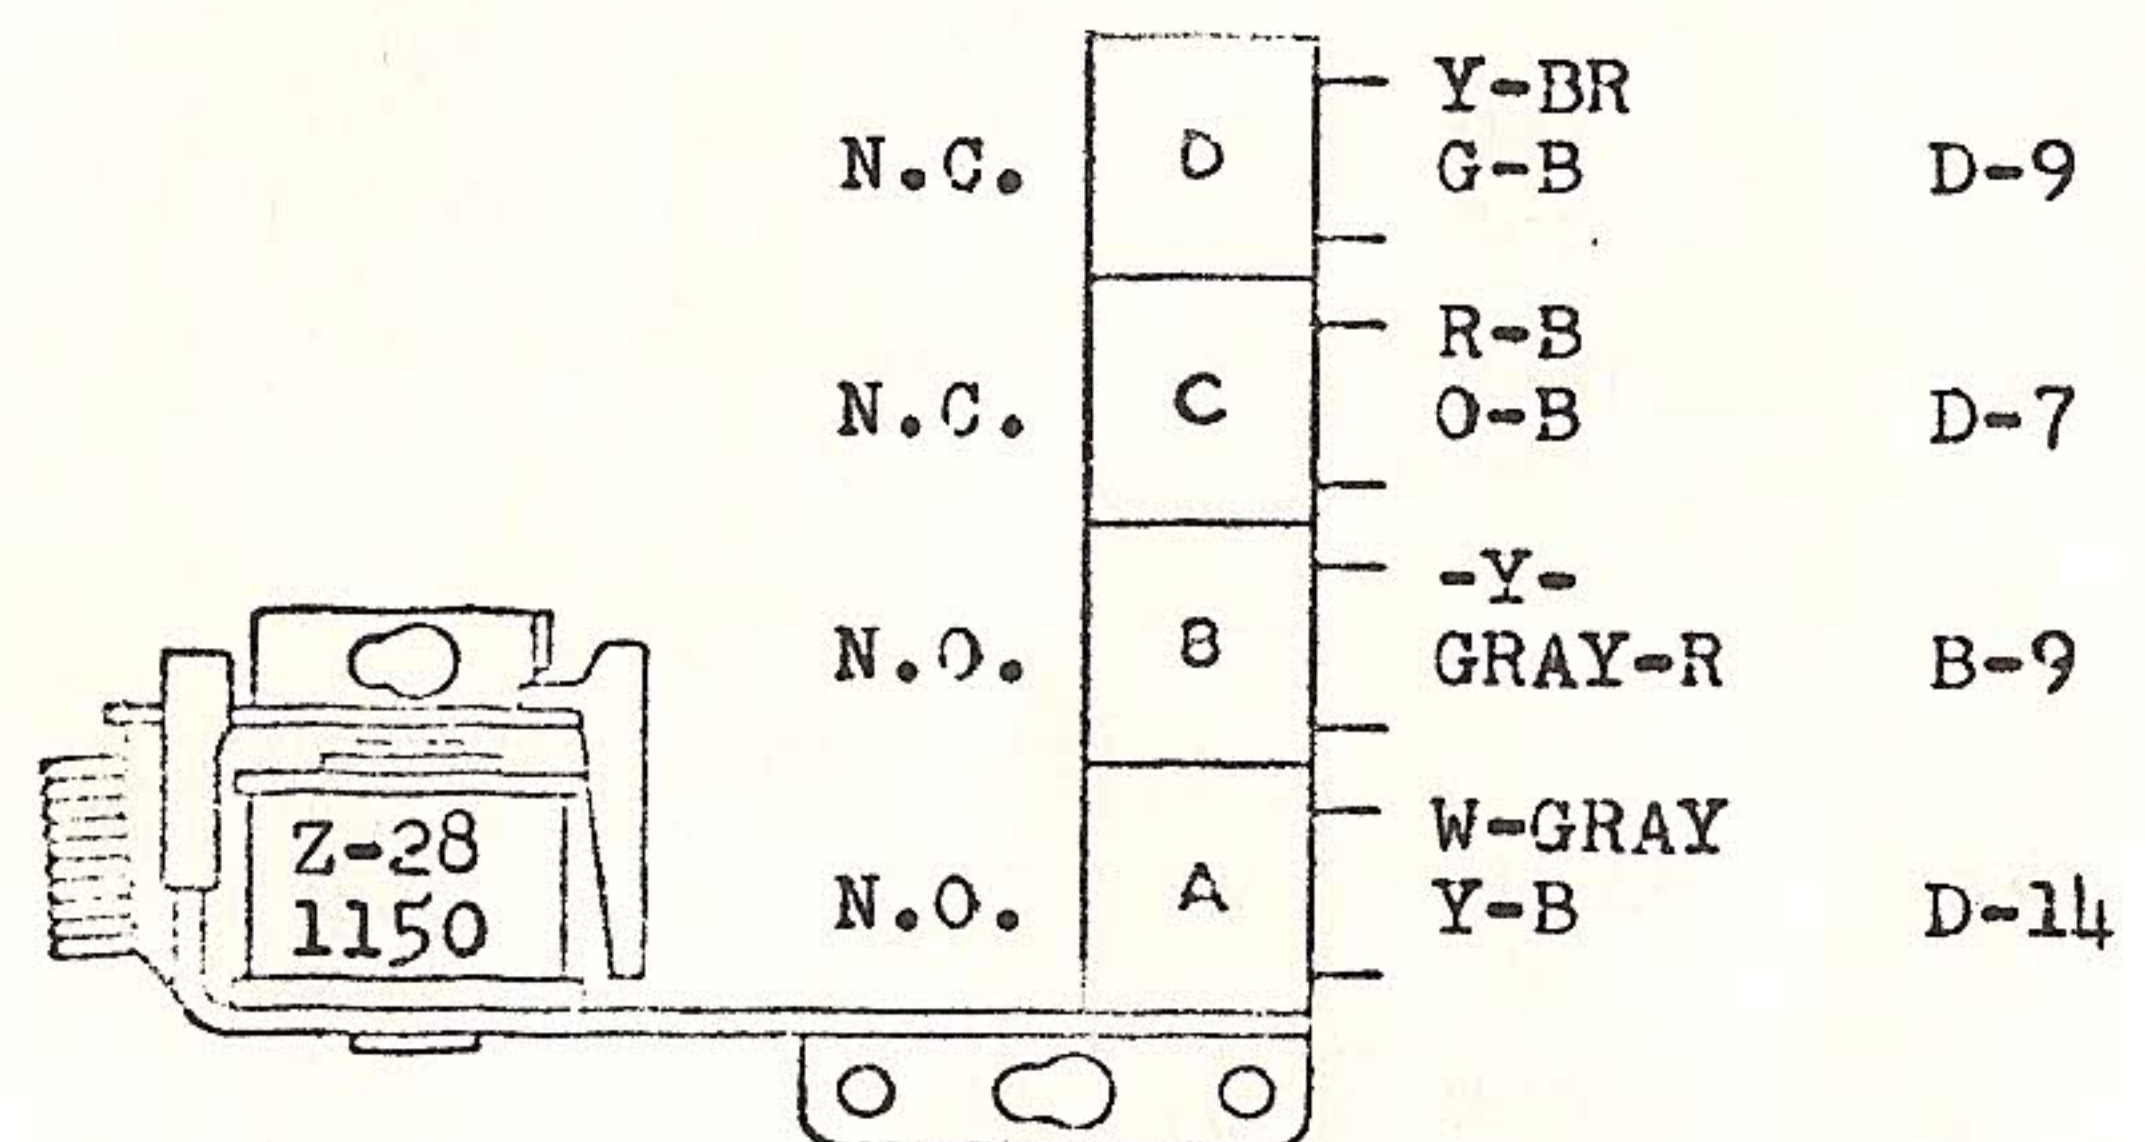 Y-BR
N.C. D G-B D-9
R-B
N.C. C O-B D-7
-Y-
N.O. B GRAY-R B-9
Z-28 W-GRAY
1150 N.O. A Y-B D-14